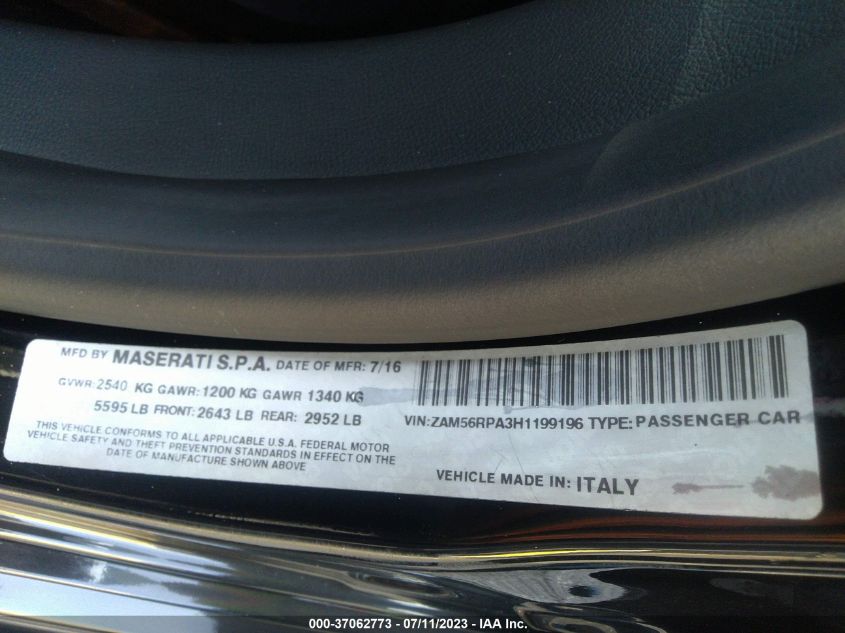 MFD BY MASERATI S.P.A. DATE OF MFR: 7/16
GVWR: 2540 KG GAWR: 1200 KG GAWR 1340 KG
5595 LB FRONT: 2643 LB REAR: 2952 LB
THIS VEHICLE CONFORMS TO ALL APPLICABLE U.S.A. FEDERAL MOTOR
VEHICLE SAFETY AND THEFT PREVENTION STANDARDS IN EFFECT ON THE
DATE OF MANUFACTURE SHOWN ABOVE
VIN: ZAM56RPA3H1199196 TYPE: PASSENGER CAR
VEHICLE MADE IN: ITALY
000-37062773 - 07/11/2023 - IAA Inc.